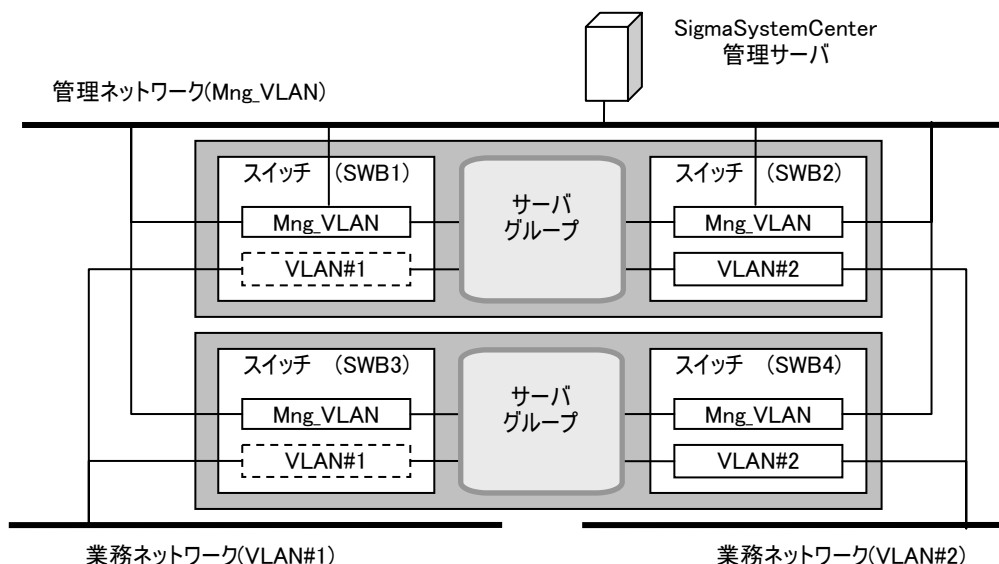 SigmaSystemCenter
管理サーバ
管理ネットワーク(Mng_VLAN)
スイッチ (SWB1)
Mng_VLAN
VLAN#1
サーバ
グループ
スイッチ (SWB2)
Mng_VLAN
VLAN#2
スイッチ (SWB3)
Mng_VLAN
VLAN#1
サーバ
グループ
スイッチ (SWB4)
Mng_VLAN
VLAN#2
業務ネットワーク(VLAN#1)
業務ネットワーク(VLAN#2)